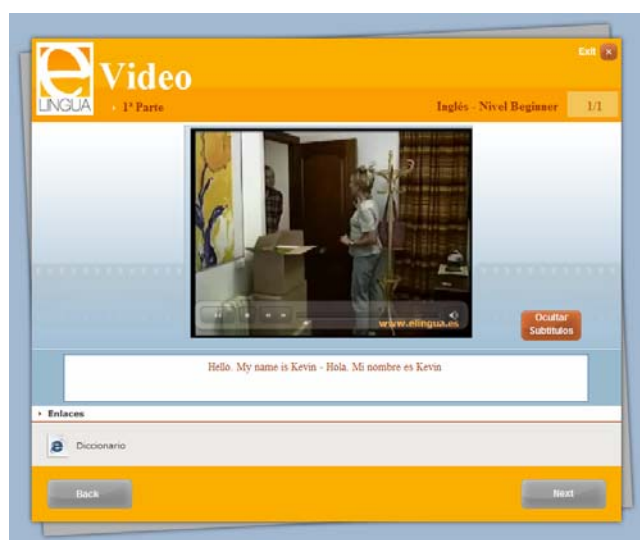 Exit
e
LINGUA
Video
1ª Parte
Inglés - Nivel Beginner
1/1
www.elingua.es
Ocultar
Subtítulos
Hello. My name is Kevin - Hola. Mi nombre es Kevin
Enlaces
Diccionario
Back
Next